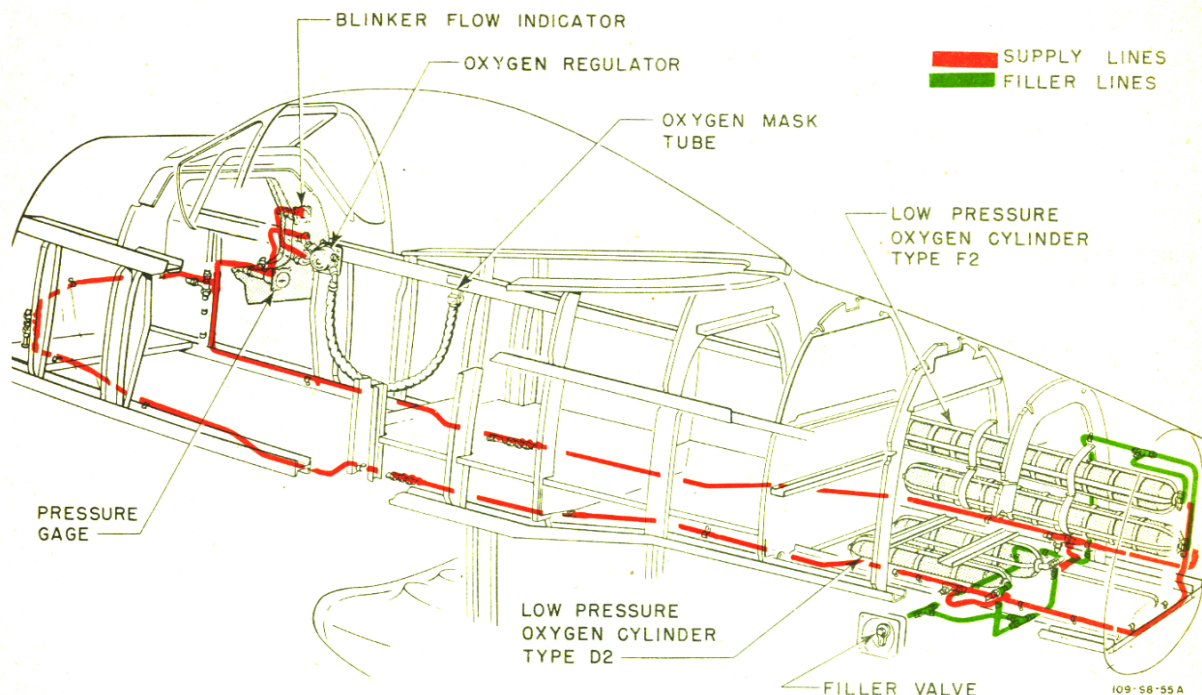 BLINKER FLOW INDICATOR
OXYGEN REGULATOR
SUPPLY LINES
FILLER LINES
OXYGEN MASK
TUBE
LOW PRESSURE
OXYGEN CYLINDER
TYPE F2
PRESSURE
GAGE
LOW PRESSURE
OXYGEN CYLINDER
TYPE D2
FILLER VALVE
109-58-55A